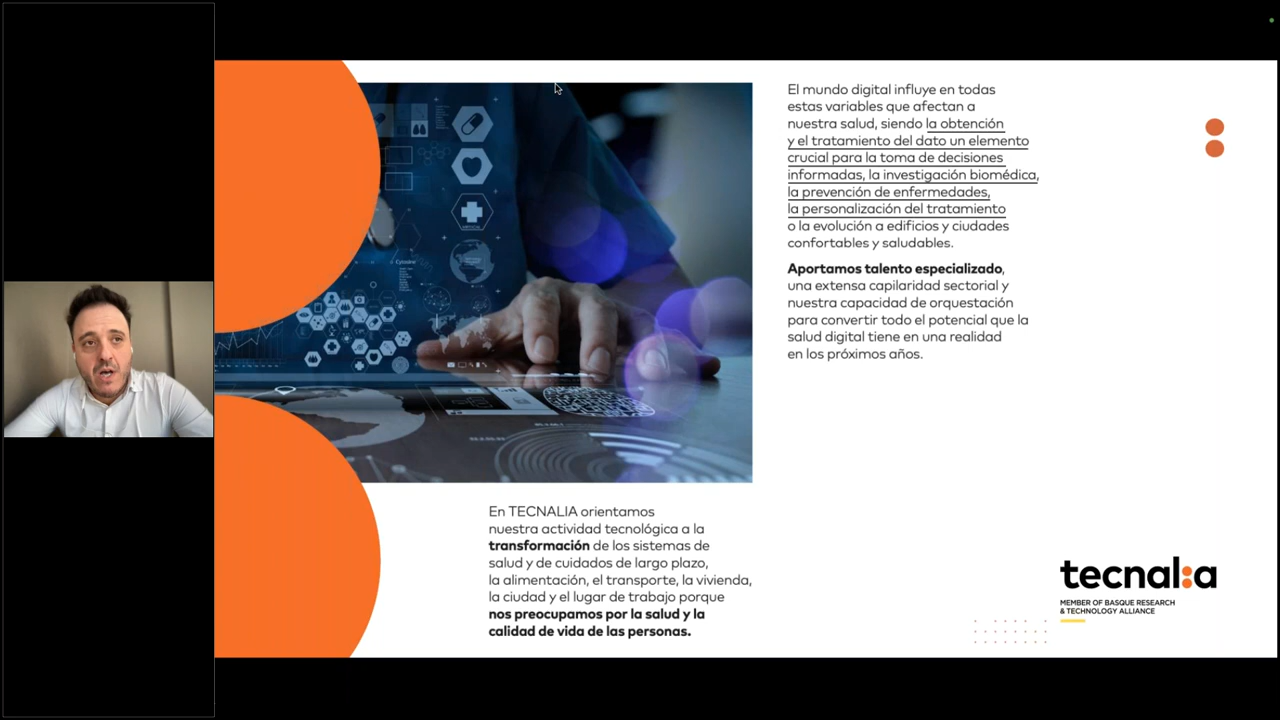 El mundo digital influye en todas
estas variables que afectan a
nuestra salud, siendo la obtención
y el tratamiento del dato un elemento
crucial para la toma de decisiones
informadas, la investigación biomédica,
la prevención de enfermedades,
la personalización del tratamiento
o la evolución a edificios y ciudades
confortables y saludables.
Aportamos talento especializado,
una extensa capilaridad sectorial y
nuestra capacidad de orquestación
para convertir todo el potencial que la
salud digital tiene en una realidad
en los próximos años.
En TECNALIA orientamos
nuestra actividad tecnológica a la
transformación de los sistemas de
salud y de cuidados de largo plazo,
la alimentación, el transporte, la vivienda,
la ciudad y el lugar de trabajo porque
nos preocupamos por la salud y la
calidad de vida de las personas.
tecnalia
MEMBER OF BASQUE RESEARCH
& TECHNOLOGY ALLIANCE